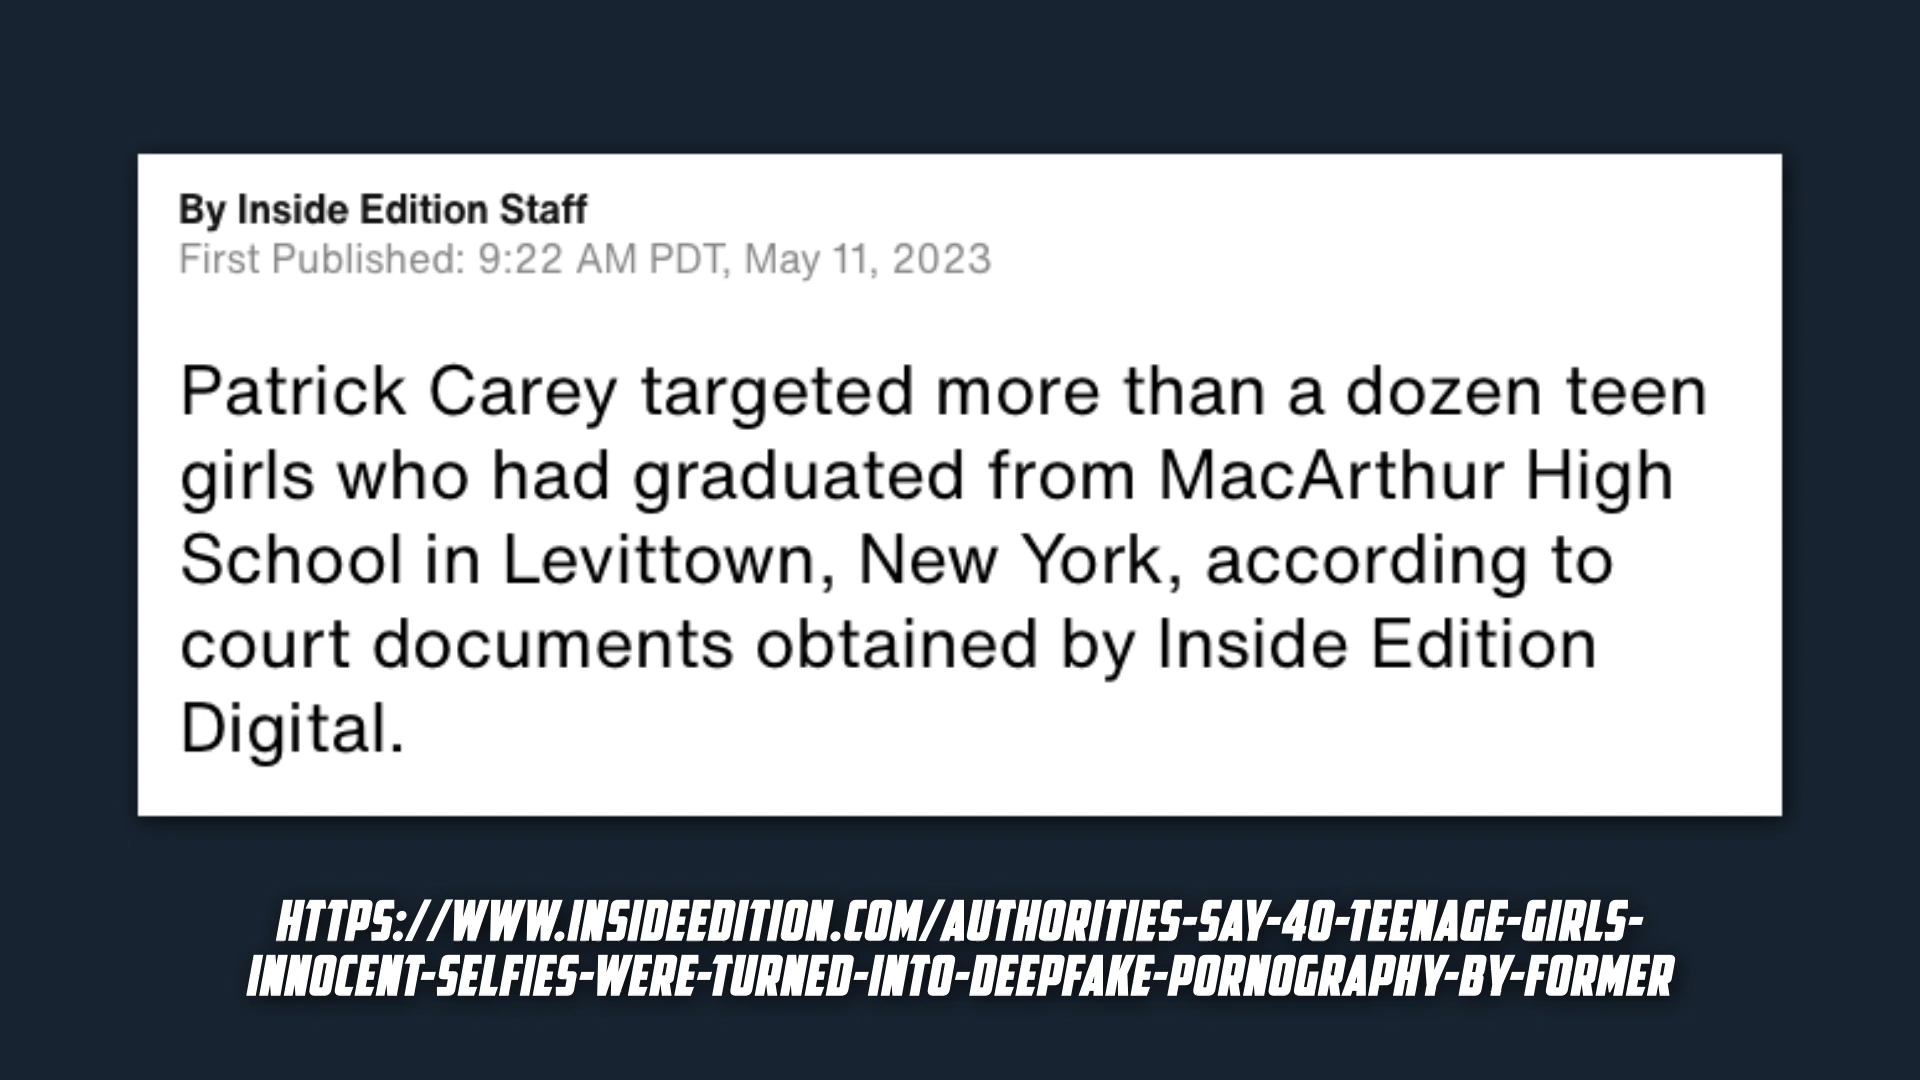 By Inside Edition Staff
First Published: 9:22 AM PDT, May 11, 2023
Patrick Carey targeted more than a dozen teen
girls who had graduated from MacArthur High
School in Levittown, New York, according to
court documents obtained by Inside Edition
Digital.
HTTPS://WWW.INSIDEEDITION.COM/AUTHORITIES-SAY-40-TEENAGE-GIRLS-
INNOCENT-SELFIES-WERE-TURNED-INTO-DEEPFAKE-PORNOGRAPHY-BY-FORMER